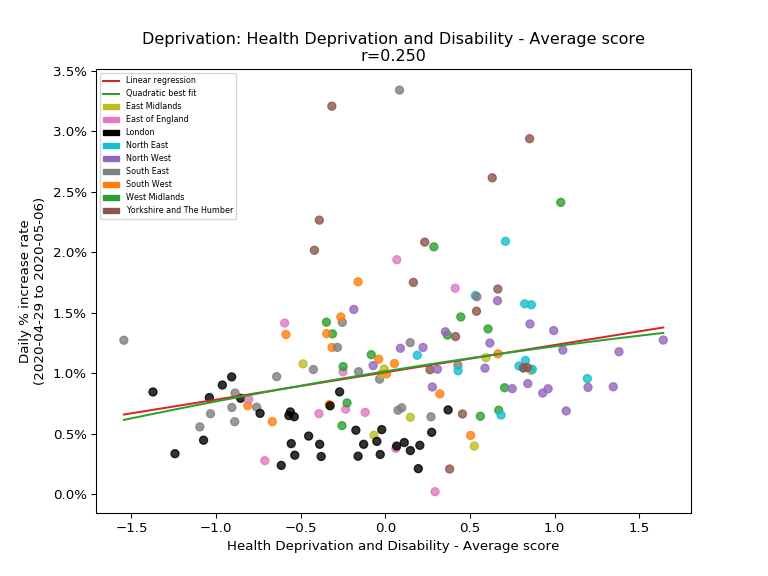 Deprivation: Health Deprivation and Disability - Average score
r=0.250
3.5%
3.0%
2.5%
2.0%
1.5%
1.0%
0.5%
0.0%
Daily % increase rate
(2020-04-29 to 2020-05-06)
Linear regression
Quadratic best fit
East Midlands
East of England
London
North East
North West
South East
South West
West Midlands
Yorkshire and The Humber
−1.5 −1.0 −0.5 0.0 0.5 1.0 1.5
Health Deprivation and Disability - Average score